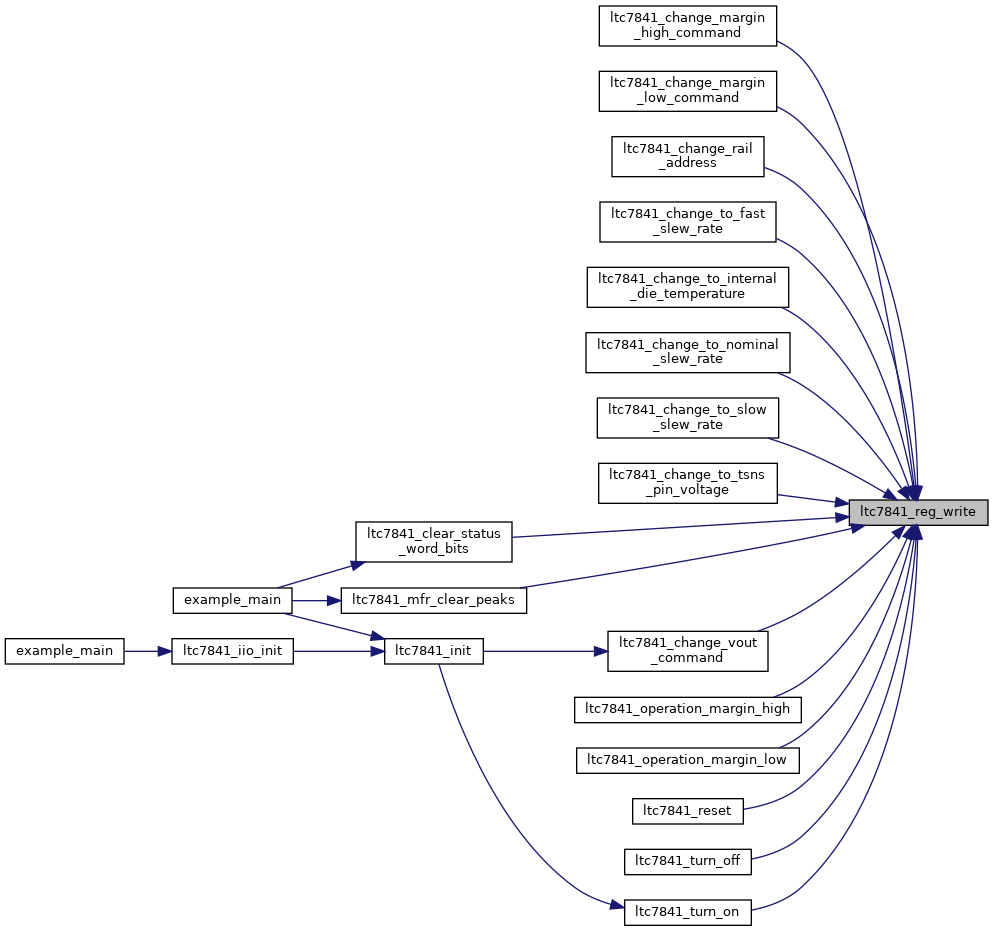 ltc7841_change_margin
_high_command
ltc7841_change_margin
_low_command
ltc7841_change_rail
_address
ltc7841_change_to_fast
_slew_rate
ltc7841_change_to_internal
_die_temperature
ltc7841_change_to_nominal
_slew_rate
ltc7841_change_to_slow
_slew_rate
ltc7841_change_to_tsns
_pin_voltage
ltc7841_reg_write
ltc7841_clear_status
_word_bits
example_main
ltc7841_mfr_clear_peaks
example_main
ltc7841_iio_init
ltc7841_init
ltc7841_change_vout
_command
ltc7841_operation_margin_high
ltc7841_operation_margin_low
ltc7841_reset
ltc7841_turn_off
ltc7841_turn_on